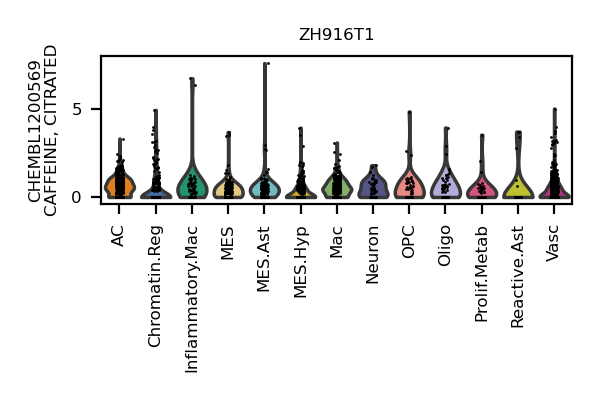 ZH916T1
CHEMBL1200569
CAFFEINE, CITRATED
5
0
AC
Chromatin.Reg
Inflammatory.Mac
MES
MES.Ast
MES.Hyp
Mac
Neuron
OPC
Oligo
Prolif.Metab
Reactive.Ast
Vasc